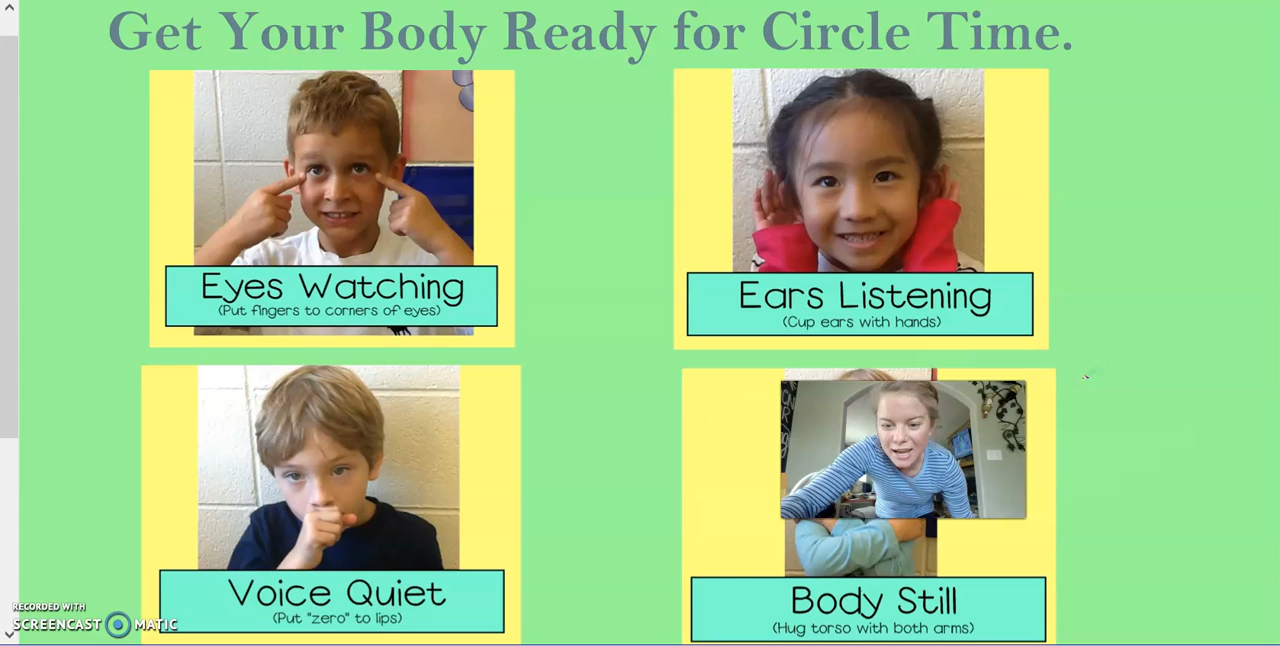 Get Your Body Ready for Circle Time.
Eyes Watching
(Put fingers to corners of eyes)
Ears Listening
(Cup ears with hands)
Voice Quiet
(Put "zero" to lips)
Body Still
(Hug torso with both arms)
RECORDED WITH
SCREENCAST MATIC